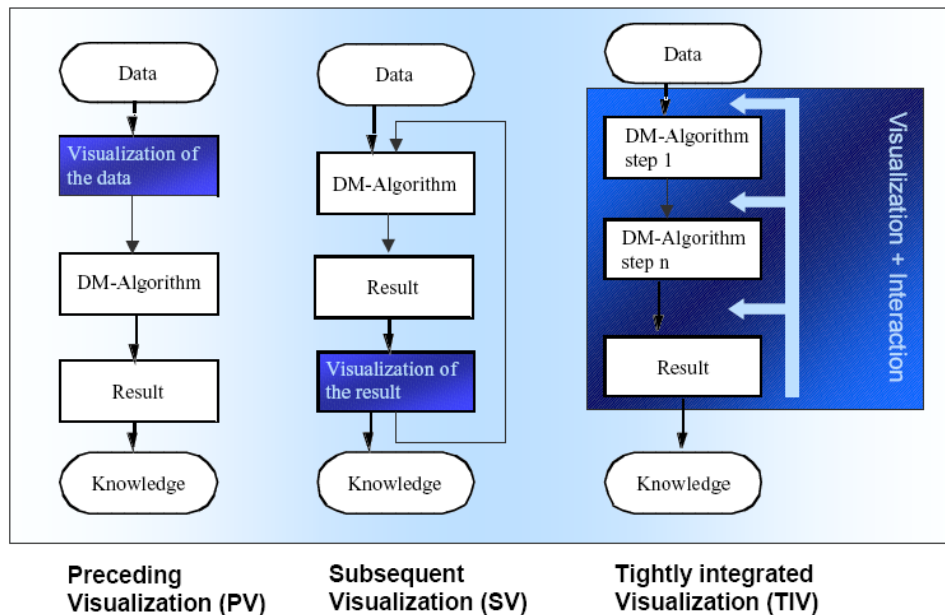 Data
Visualization of
the data
DM-Algorithm
Result
Knowledge
Preceding
Visualization (PV)
Data
DM-Algorithm
Result
Visualization of
the result
Knowledge
Subsequent
Visualization (SV)
Data
DM-Algorithm
step 1
DM-Algorithm
step n
Result
Visualization + Interaction
Knowledge
Tightly integrated
Visualization (TIV)